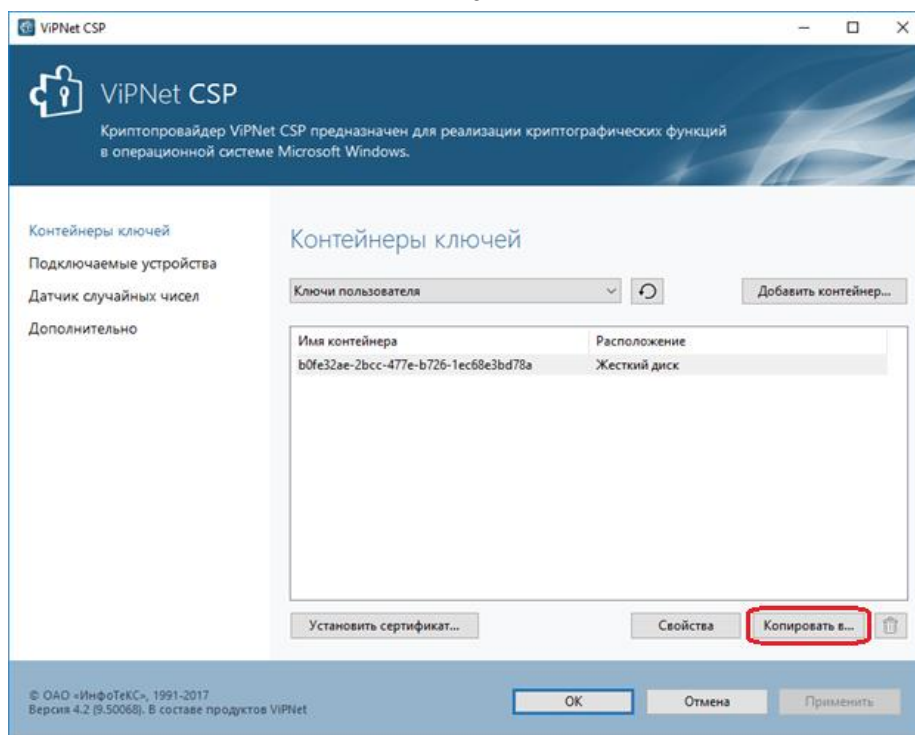 ViPNet CSP
ViPNet CSP
Криптопровайдер ViPNet CSP предназначен для реализации криптографических функций
в операционной системе Microsoft Windows.
Контейнеры ключей
Подключаемые устройства
Датчик случайных чисел
Дополнительно
Контейнеры ключей
Ключи пользователя
Добавить контейнер...
Имя контейнера Расположение
b0fe32ae-2bcc-477e-b726-1ec68e3bd78a Жесткий диск
Установить сертификат... Свойства Копировать в...
© ОАО «ИнфоТеКС», 1991-2017
Версия 4.2 (9.50068). В составе продуктов ViPNet
OK Отмена Применить